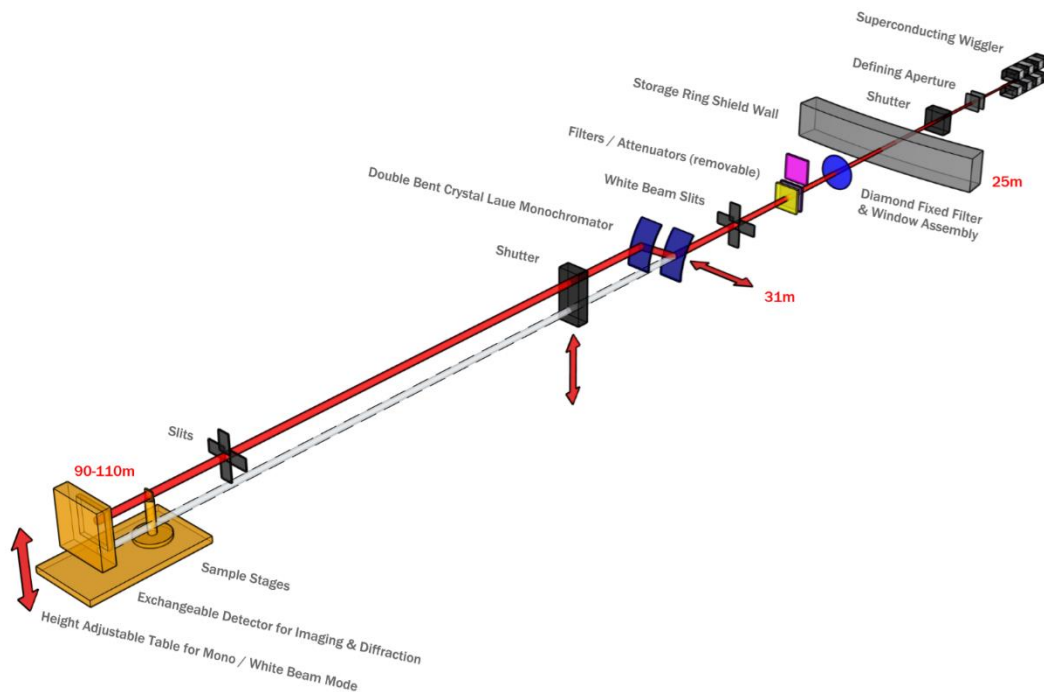 Superconducting Wiggler
Defining Aperture
Shutter
Storage Ring Shield Wall
25m
Filters / Attenuators (removable)
Diamond Fixed Filter
& Window Assembly
White Beam Slits
Double Bent Crystal Laue Monochromator
31m
Shutter
Slits
90-110m
Sample Stages
Exchangeable Detector for Imaging & Diffraction
Height Adjustable Table for Mono / White Beam Mode